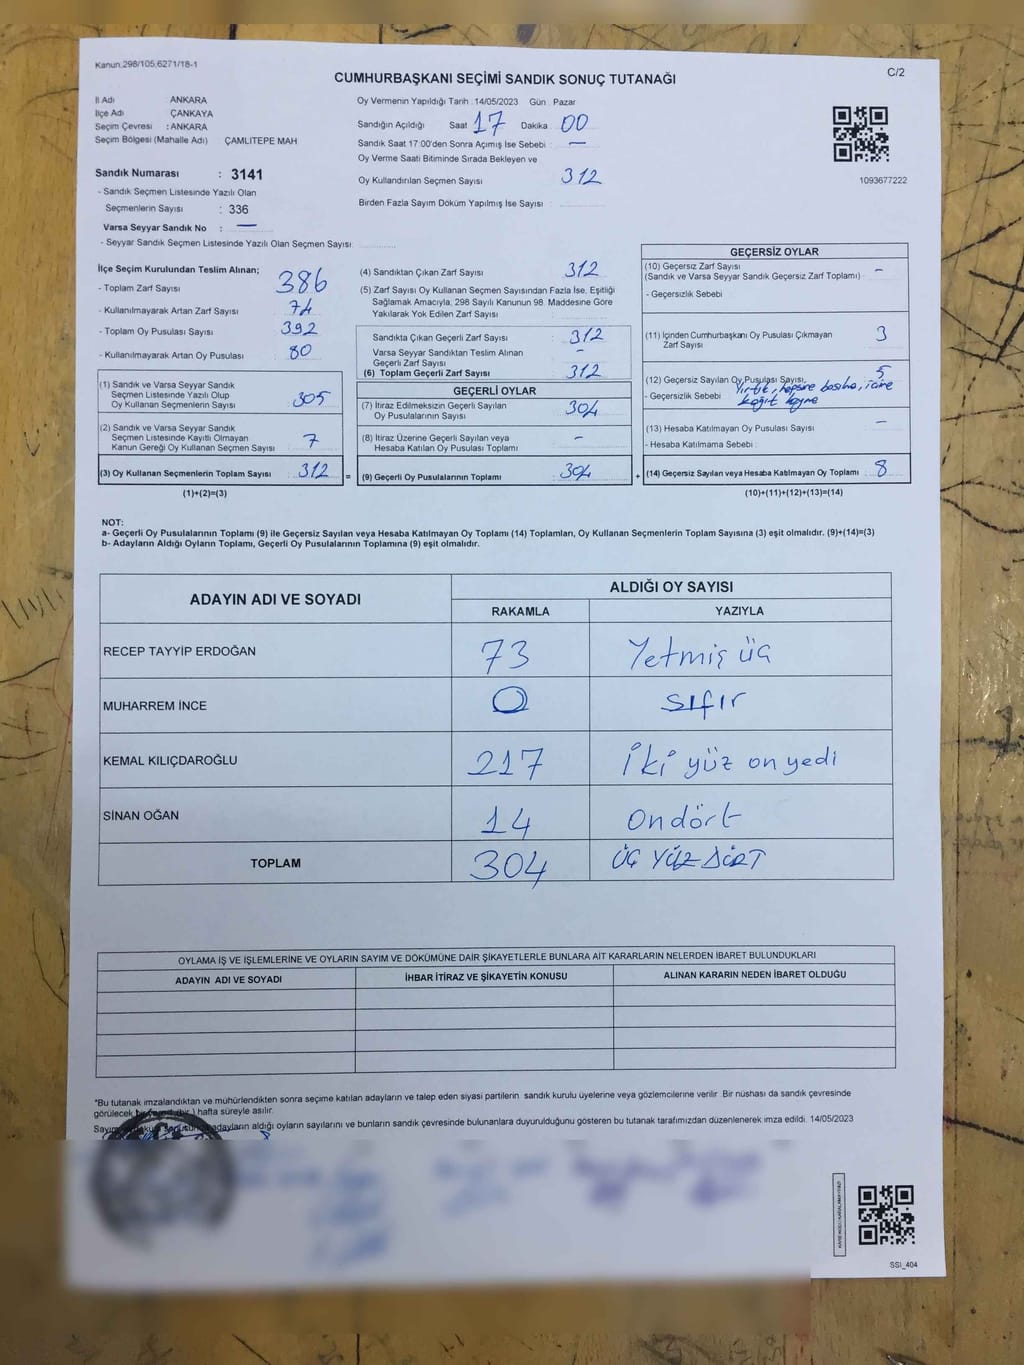 Kanun.298/105,6271/18-1
CUMHURBAŞKANI SEÇİMİ SANDIK SONUÇ TUTANAĞI
C/2
İl Adı ANKARA
İlçe Adı ÇANKAYA
Seçim Çevresi : ANKARA
Seçim Bölgesi (Mahalle Adı) ÇAMLITEPE MAH
Oy Vermenin Yapıldığı Tarih : 14/05/2023 Gün : Pazar
Sandığın Açıldığı Saat 17 Dakika 00
Sandık Saat 17:00'den Sonra Açımış İse Sebebi : —
Oy Verme Saati Bitiminde Sırada Bekleyen ve
Oy Kullandırılan Seçmen Sayısı 312
Birden Fazla Sayım Döküm Yapılmış İse Sayısı :
1093677222
Sandık Numarası : 3141
- Sandık Seçmen Listesinde Yazılı Olan
Seçmenlerin Sayısı : 336
Varsa Seyyar Sandık No : —
- Seyyar Sandık Seçmen Listesinde Yazılı Olan Seçmen Sayısı:
İlçe Seçim Kurulundan Teslim Alınan;
- Toplam Zarf Sayısı 386
- Kullanılmayarak Artan Zarf Sayısı 74
- Toplam Oy Pusulası Sayısı 392
- Kullanılmayarak Artan Oy Pusulası 80
(1) Sandık ve Varsa Seyyar Sandık
Seçmen Listesinde Yazılı Olup
Oy Kullanan Seçmenlerin Sayısı 305
(2) Sandık ve Varsa Seyyar Sandık
Seçmen Listesinde Kayıtlı Olmayan
Kanun Gereği Oy Kullanan Seçmen Sayısı 7
(3) Oy Kullanan Seçmenlerin Toplam Sayısı 312 =
(1)+(2)=(3)
(4) Sandıktan Çıkan Zarf Sayısı 312
(5) Zarf Sayısı Oy Kullanan Seçmen Sayısından Fazla İse, Eşitliği
Sağlamak Amacıyla, 298 Sayılı Kanunun 98. Maddesine Göre
Yakılarak Yok Edilen Zarf Sayısı :
Sandıkta Çıkan Geçerli Zarf Sayısı 312
Varsa Seyyar Sandıktan Teslim Alınan
Geçerli Zarf Sayısı –
(6) Toplam Geçerli Zarf Sayısı 312
GEÇERLİ OYLAR
(7) İtiraz Edilmeksizin Geçerli Sayılan
Oy Pusulalarının Sayısı 304
(8) İtiraz Üzerine Geçerli Sayılan veya
Hesaba Katılan Oy Pusulası Toplamı –
(9) Geçerli Oy Pusulalarının Toplamı 304 +
GEÇERSİZ OYLAR
(10) Geçersiz Zarf Sayısı
(Sandık ve Varsa Seyyar Sandık Geçersiz Zarf Toplamı) –
- Geçersizlik Sebebi
(11) İçinden Cumhurbaşkanı Oy Pusulası Çıkmayan
Zarf Sayısı 3
(12) Geçersiz Sayılan Oy Pusulası Sayısı 5
- Geçersizlik Sebebi Yırtık, hepsine basılma, içine
kağıt koyma
(13) Hesaba Katılmayan Oy Pusulası Sayısı —
- Hesaba Katılmama Sebebi :
(14) Geçersiz Sayılan veya Hesaba Katılmayan Oy Toplamı 8
(10)+(11)+(12)+(13)=(14)
NOT:
a- Geçerli Oy Pusulalarının Toplamı (9) ile Geçersiz Sayılan veya Hesaba Katılmayan Oy Toplamı (14) Toplamları, Oy Kullanan Seçmenlerin Toplam Sayısına (3) eşit olmalıdır. (9)+(14)=(3)
b- Adayların Aldığı Oyların Toplamı, Geçerli Oy Pusulalarının Toplamına (9) eşit olmalıdır.
ADAYIN ADI VE SOYADI ALDIĞI OY SAYISI
RAKAMLA YAZIYLA
RECEP TAYYİP ERDOĞAN 73 Yetmiş üç
MUHARREM İNCE 0 sıfır
KEMAL KILIÇDAROĞLU 217 iki yüz on yedi
SİNAN OĞAN 14 Ondört
TOPLAM 304 ÜÇ YÜZ DÖRT
OYLAMA İŞ VE İŞLEMLERİNE VE OYLARIN SAYIM VE DÖKÜMÜNE DAİR ŞİKAYETLERLE BUNLARA AİT KARARLARIN NELERDEN İBARET BULUNDUKLARI
ADAYIN ADI VE SOYADI İHBAR İTİRAZ VE ŞİKAYETİN KONUSU ALINAN KARARIN NEDEN İBARET OLDUĞU
*Bu tutanak imzalandıktan ve mühürlendikten sonra seçime katılan adayların ve talep eden siyasi partilerin sandık kurulu üyelerine veya gözlemcilerine verilir. Bir nüshası da sandık çevresinde
görülecek bir hafta süreyle asılır.
adayların aldığı oyların sayılarını ve bunların sandık çevresinde bulunanlara duyurulduğunu gösteren bu tutanak tarafımızdan düzenlenerek imza edildi. 14/05/2023
SSI_404